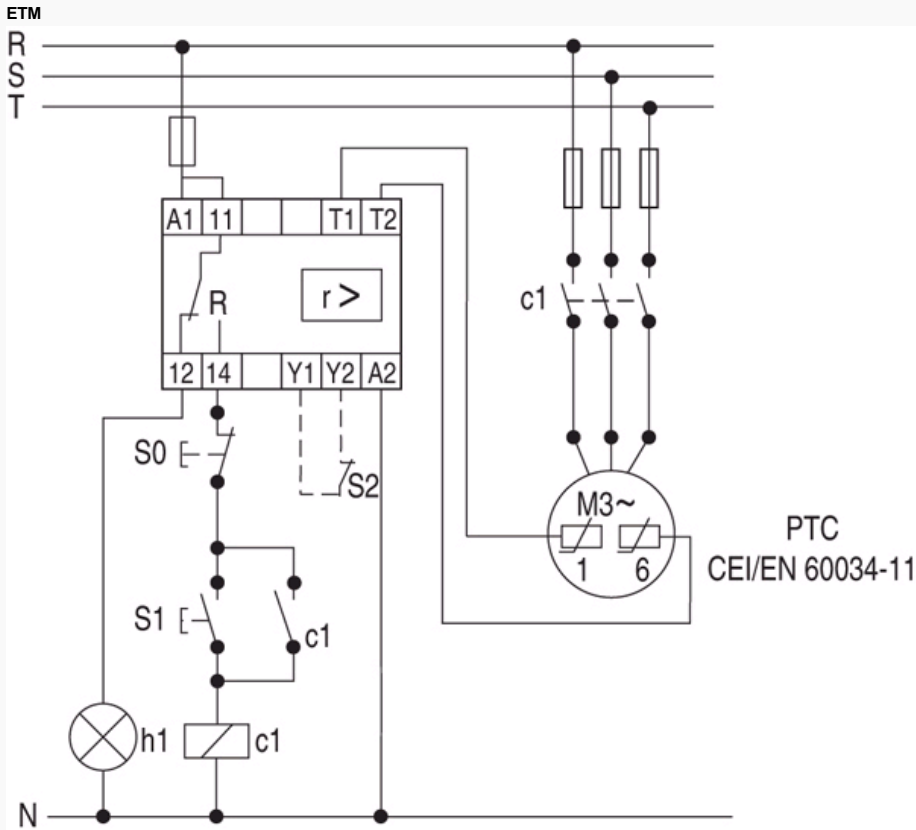 ETM
R
S
T
A1 11 T1 T2
c1
R
r >
12 14 Y1 Y2 A2
S0
S2
M3~
PTC
1 6
CEI/EN 60034-11
S1
c1
h1
c1
N